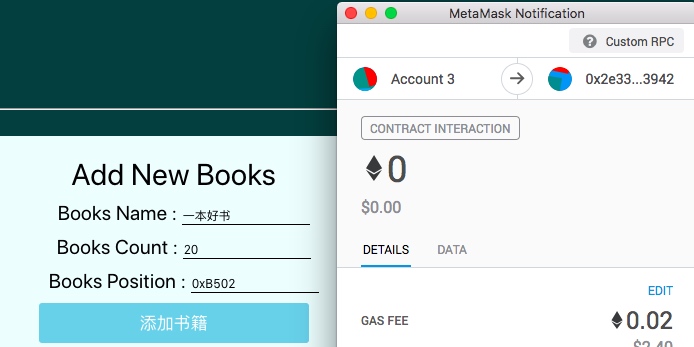 MetaMask Notification
Custom RPC
Account 3
0x2e33...3942
CONTRACT INTERACTION
0
$0.00
DETAILS DATA
EDIT
GAS FEE 0.02
$2.40
Add New Books
Books Name : 一本好书
Books Count : 20
Books Position : 0xB502
添加书籍